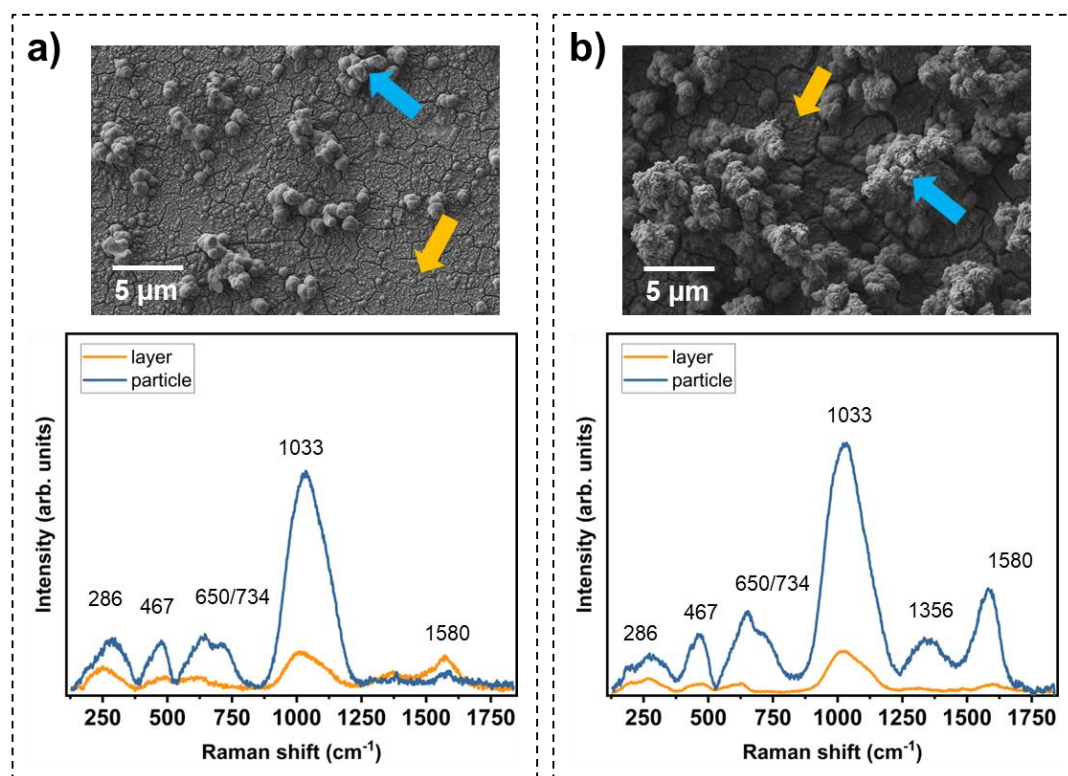 a)
5 µm
layer
particle
1033
286
467
650/734
1580
Intensity (arb. units)
250 500 750 1000 1250 1500 1750
Raman shift (cm⁻¹)
b)
5 µm
layer
particle
1033
1580
650/734
467
1356
286
Intensity (arb. units)
250 500 750 1000 1250 1500 1750
Raman shift (cm⁻¹)